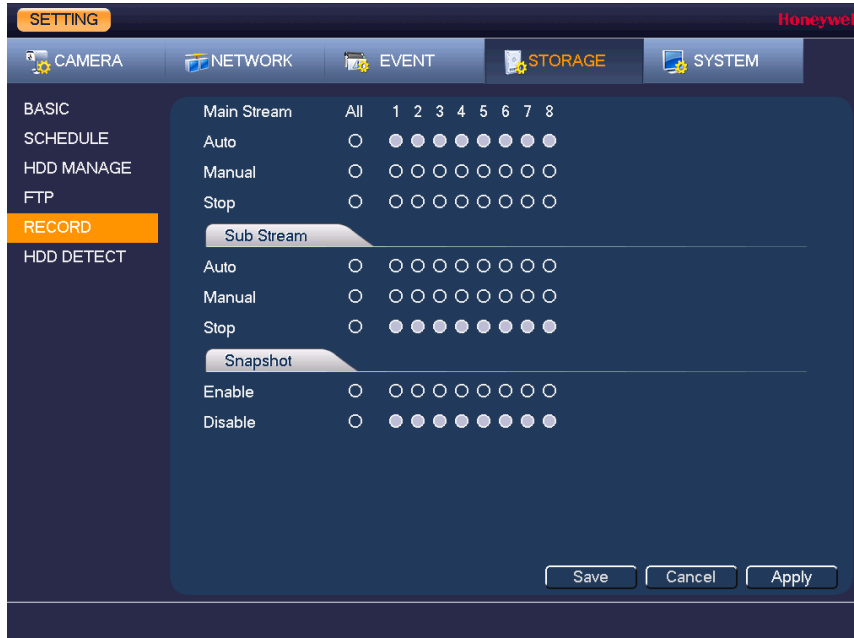 SETTING
Honeywel
CAMERA NETWORK EVENT STORAGE SYSTEM
BASIC
SCHEDULE
HDD MANAGE
FTP
RECORD
HDD DETECT
Main Stream All 1 2 3 4 5 6 7 8
Auto
Manual
Stop
Sub Stream
Auto
Manual
Stop
Snapshot
Enable
Disable
Save Cancel Apply